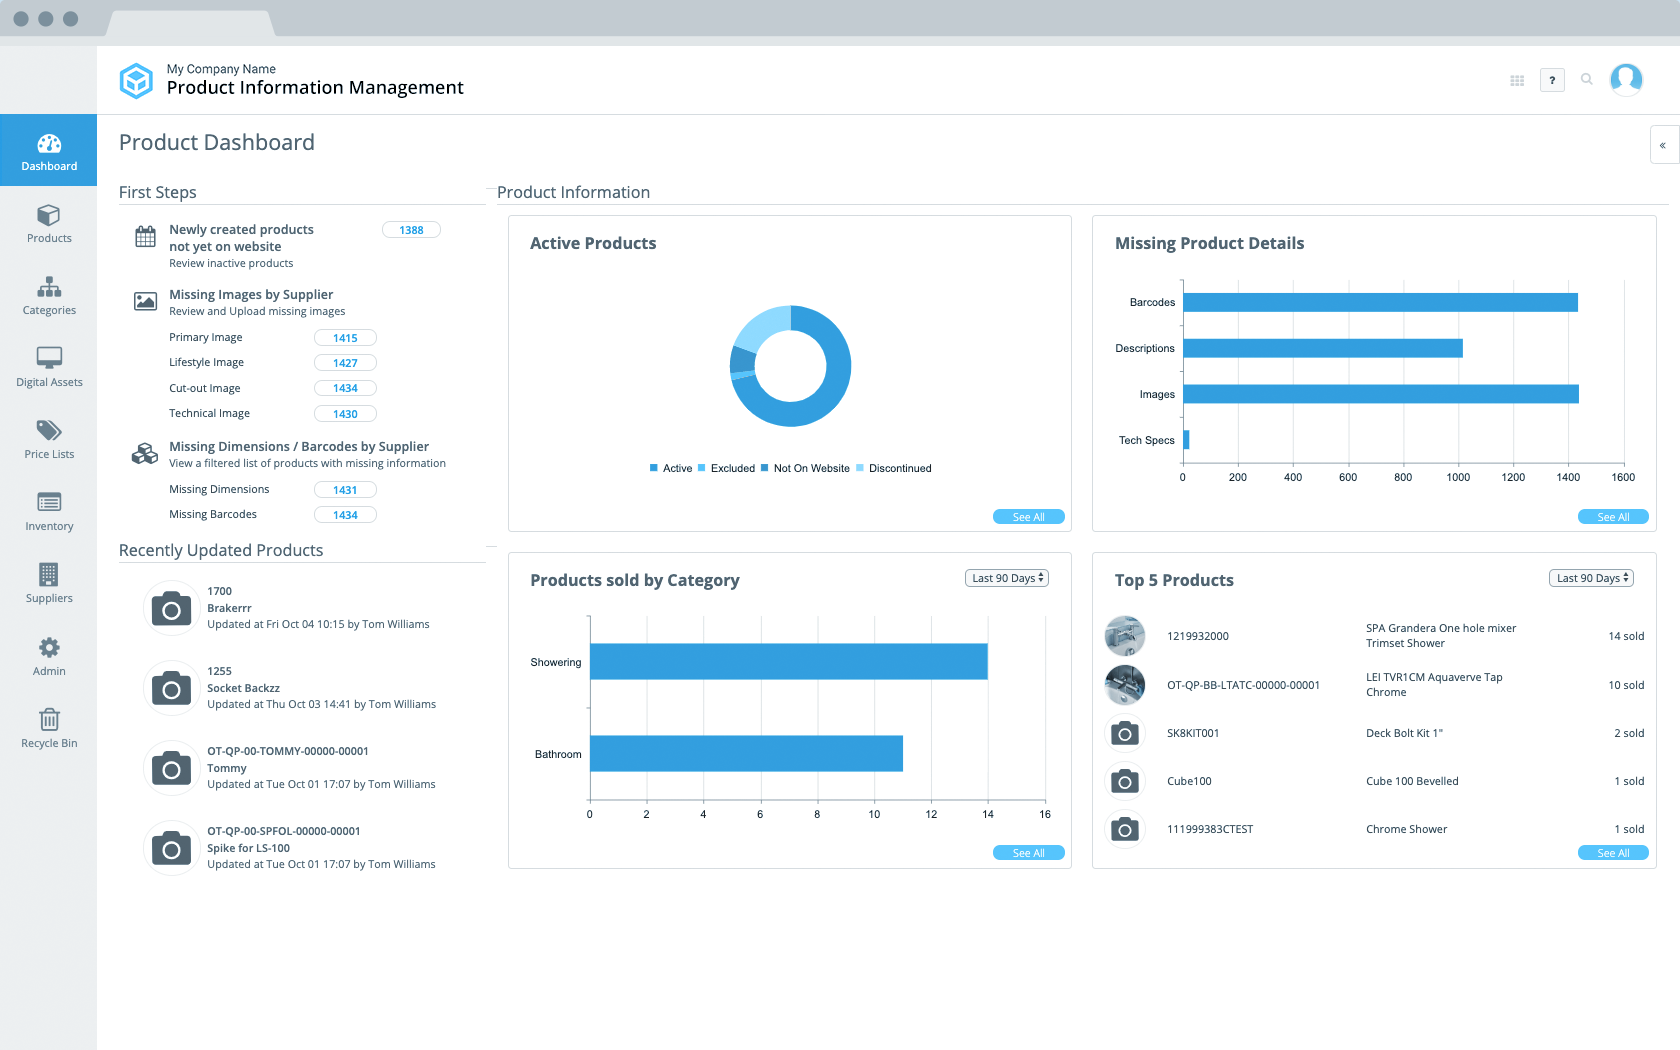 My Company Name
Product Information Management
?
Product Dashboard
«
Dashboard
Products
Categories
Digital Assets
Price Lists
Inventory
Suppliers
Admin
Recycle Bin
First Steps
Newly created products
not yet on website
1388
Review inactive products
Missing Images by Supplier
Review and Upload missing images
Primary Image 1415
Lifestyle Image 1427
Cut-out Image 1434
Technical Image 1430
Missing Dimensions / Barcodes by Supplier
View a filtered list of products with missing information
Missing Dimensions 1431
Missing Barcodes 1434
Recently Updated Products
1700
Brakerrr
Updated at Fri Oct 04 10:15 by Tom Williams
1255
Socket Backzz
Updated at Thu Oct 03 14:41 by Tom Williams
OT-QP-00-TOMMY-00000-00001
Tommy
Updated at Tue Oct 01 17:07 by Tom Williams
OT-QP-00-SPFOL-00000-00001
Spike for LS-100
Updated at Tue Oct 01 17:07 by Tom Williams
Product Information
Active Products
Active Excluded Not On Website Discontinued
See All
Missing Product Details
Barcodes
Descriptions
Images
Tech Specs
0 200 400 600 800 1000 1200 1400 1600
See All
Products sold by Category
Last 90 Days
Showering
Bathroom
0 2 4 6 8 10 12 14 16
See All
Top 5 Products
Last 90 Days
1219932000
SPA Grandera One hole mixer
Trimset Shower
14 sold
OT-QP-BB-LTATC-00000-00001
LEI TVR1CM Aquaverve Tap
Chrome
10 sold
SK8KIT001 Deck Bolt Kit 1" 2 sold
Cube100 Cube 100 Bevelled 1 sold
111999383CTEST Chrome Shower 1 sold
See All